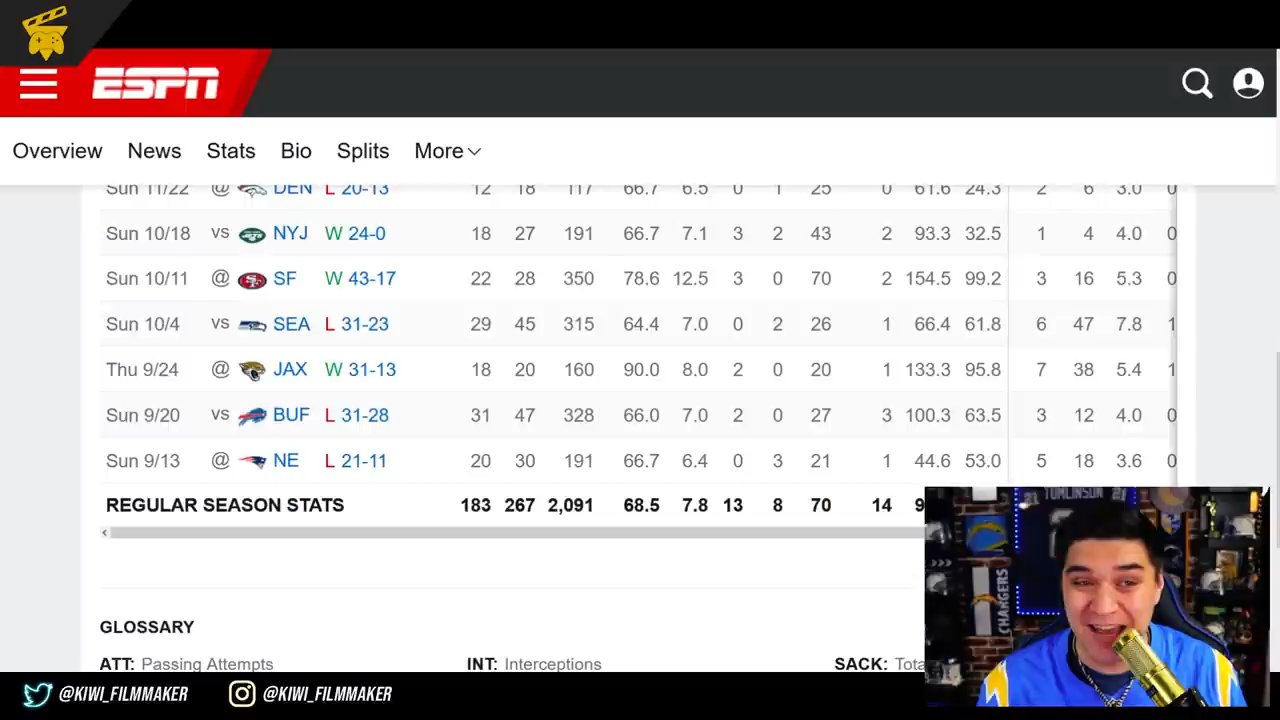 ESPN
Overview News Stats Bio Splits More
Sun 11/22 @ DEN L 20-13 12 18 117 66.7 6.5 0 1 25 0 61.6 24.3 2 6 3.0 0
Sun 10/18 vs NYJ W 24-0 18 27 191 66.7 7.1 3 2 43 2 93.3 32.5 1 4 4.0 0
Sun 10/11 @ SF W 43-17 22 28 350 78.6 12.5 3 0 70 2 154.5 99.2 3 16 5.3 0
Sun 10/4 vs SEA L 31-23 29 45 315 64.4 7.0 0 2 26 1 66.4 61.8 6 47 7.8 1
Thu 9/24 @ JAX W 31-13 18 20 160 90.0 8.0 2 0 20 1 133.3 95.8 7 38 5.4 1
Sun 9/20 vs BUF L 31-28 31 47 328 66.0 7.0 2 0 27 3 100.3 63.5 3 12 4.0 0
Sun 9/13 @ NE L 21-11 20 30 191 66.7 6.4 0 3 21 1 44.6 53.0 5 18 3.6 0
REGULAR SEASON STATS 183 267 2,091 68.5 7.8 13 8 70 14 9
21 TOMLINSON 21
CHARGERS
GLOSSARY
ATT: Passing Attempts INT: Interceptions SACK: Tota
@KIWI_FILMMAKER @KIWI_FILMMAKER